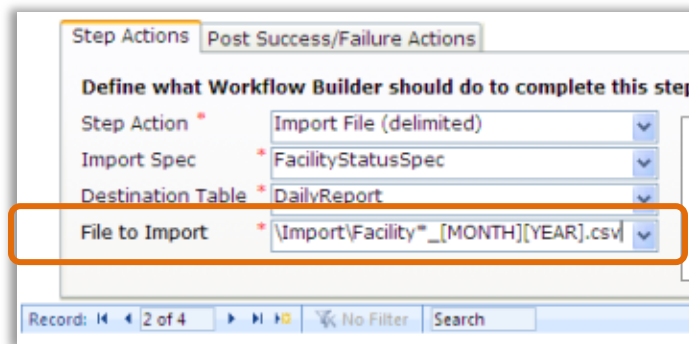 Step Actions Post Success/Failure Actions
Define what Workflow Builder should do to complete this step
Step Action * Import File (delimited)
Import Spec * FacilityStatusSpec
Destination Table * DailyReport
File to Import * \Import\Facility*_[MONTH][YEAR].csv
Record: 2 of 4 No Filter Search